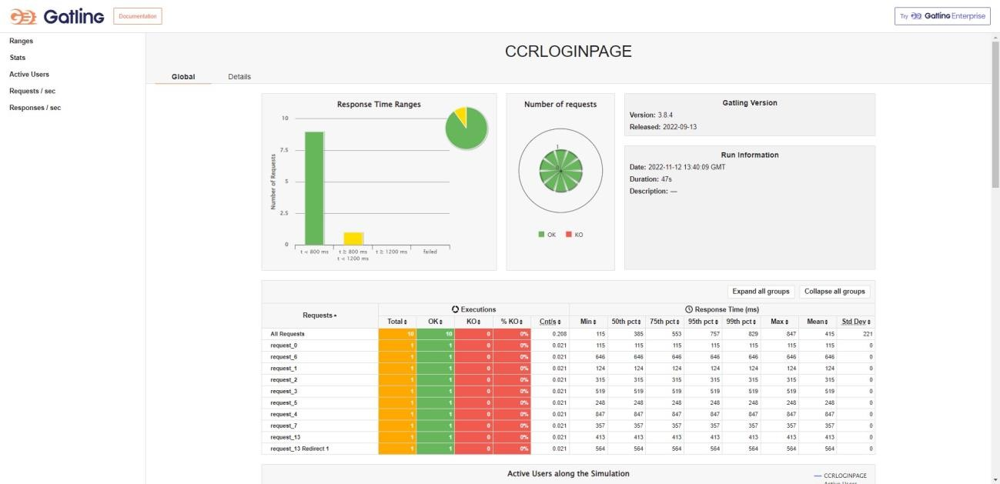 Gatling
Documentation
Try Gatling Enterprise
Ranges
Stats
Active Users
Requests / sec
Responses / sec
CCRLOGINPAGE
Global Details
Response Time Ranges
Number of Requests
10
7.5
5
2.5
0
t < 800 ms
t ≥ 800 ms
t < 1200 ms
t ≥ 1200 ms
failed
Number of requests
1
0
OK KO
Gatling Version
Version: 3.8.4
Released: 2022-09-13
Run Information
Date: 2022-11-12 13:40:09 GMT
Duration: 47s
Description: —
Expand all groups Collapse all groups
Requests Executions Response Time (ms)
Total OK KO % KO Cnt/s Min 50th pct 75th pct 95th pct 99th pct Max Mean Std Dev
All Requests 10 10 0 0% 0.208 115 385 553 757 829 847 415 221
request_0 1 1 0 0% 0.021 115 115 115 115 115 115 115 0
request_6 1 1 0 0% 0.021 646 646 646 646 646 646 646 0
request_1 1 1 0 0% 0.021 124 124 124 124 124 124 124 0
request_2 1 1 0 0% 0.021 315 315 315 315 315 315 315 0
request_3 1 1 0 0% 0.021 519 519 519 519 519 519 519 0
request_5 1 1 0 0% 0.021 248 248 248 248 248 248 248 0
request_4 1 1 0 0% 0.021 847 847 847 847 847 847 847 0
request_7 1 1 0 0% 0.021 357 357 357 357 357 357 357 0
request_13 1 1 0 0% 0.021 413 413 413 413 413 413 413 0
request_13 Redirect 1 1 1 0 0% 0.021 564 564 564 564 564 564 564 0
Active Users along the Simulation
CCRLOGINPAGE
Active Users